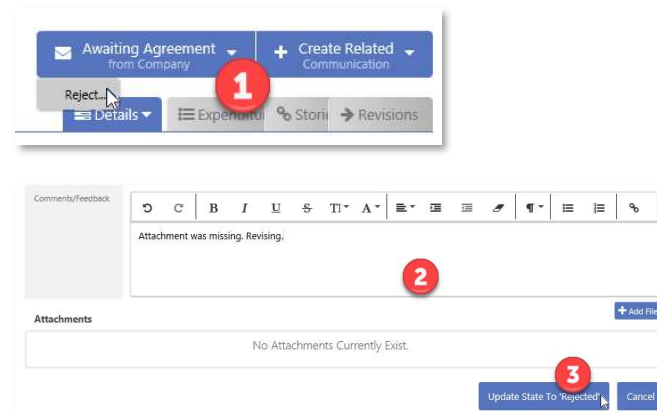 Awaiting Agreement
from Company
Create Related
Communication
1
Reject...
Details
Stori
Revisions
Comments/Feedback
B I U S TI A ¶
Attachment was missing. Revising.
2
Attachments
Add File
No Attachments Currently Exist.
3
Update State To 'Rejected'
Cancel